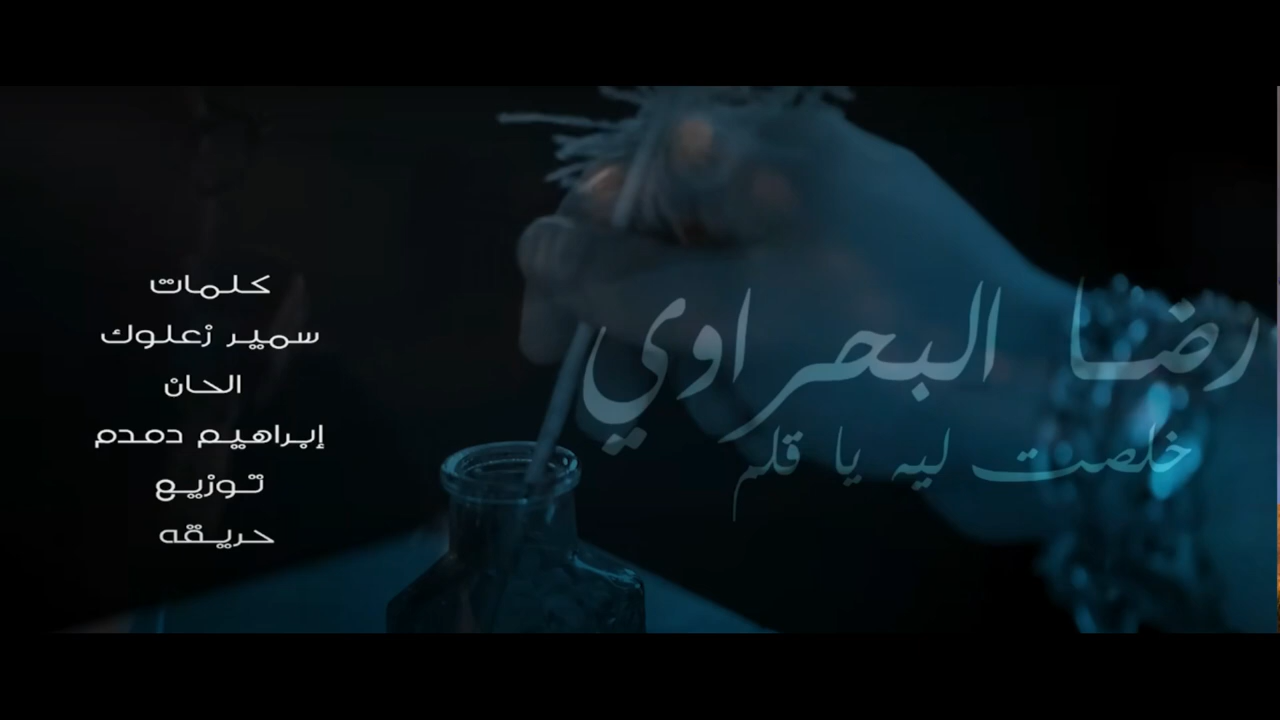 رضا البحراوي
خلصت ليه يا قلم
كلمات
سمير زعلوك
الحان
إبراهيم دمدم
توزيع
حريقه